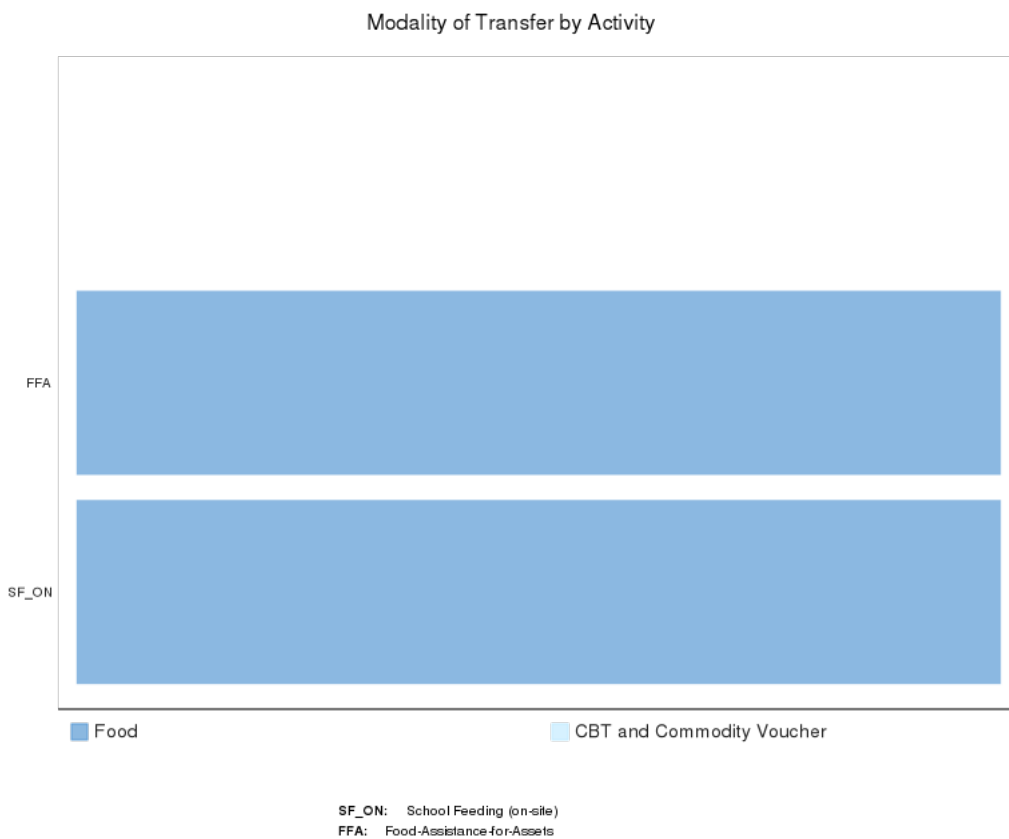 Modality of Transfer by Activity
FFA
SF_ON
Food
CBT and Commodity Voucher
SF_ON: School Feeding (on-site)
FFA: Food-Assistance-for-Assets